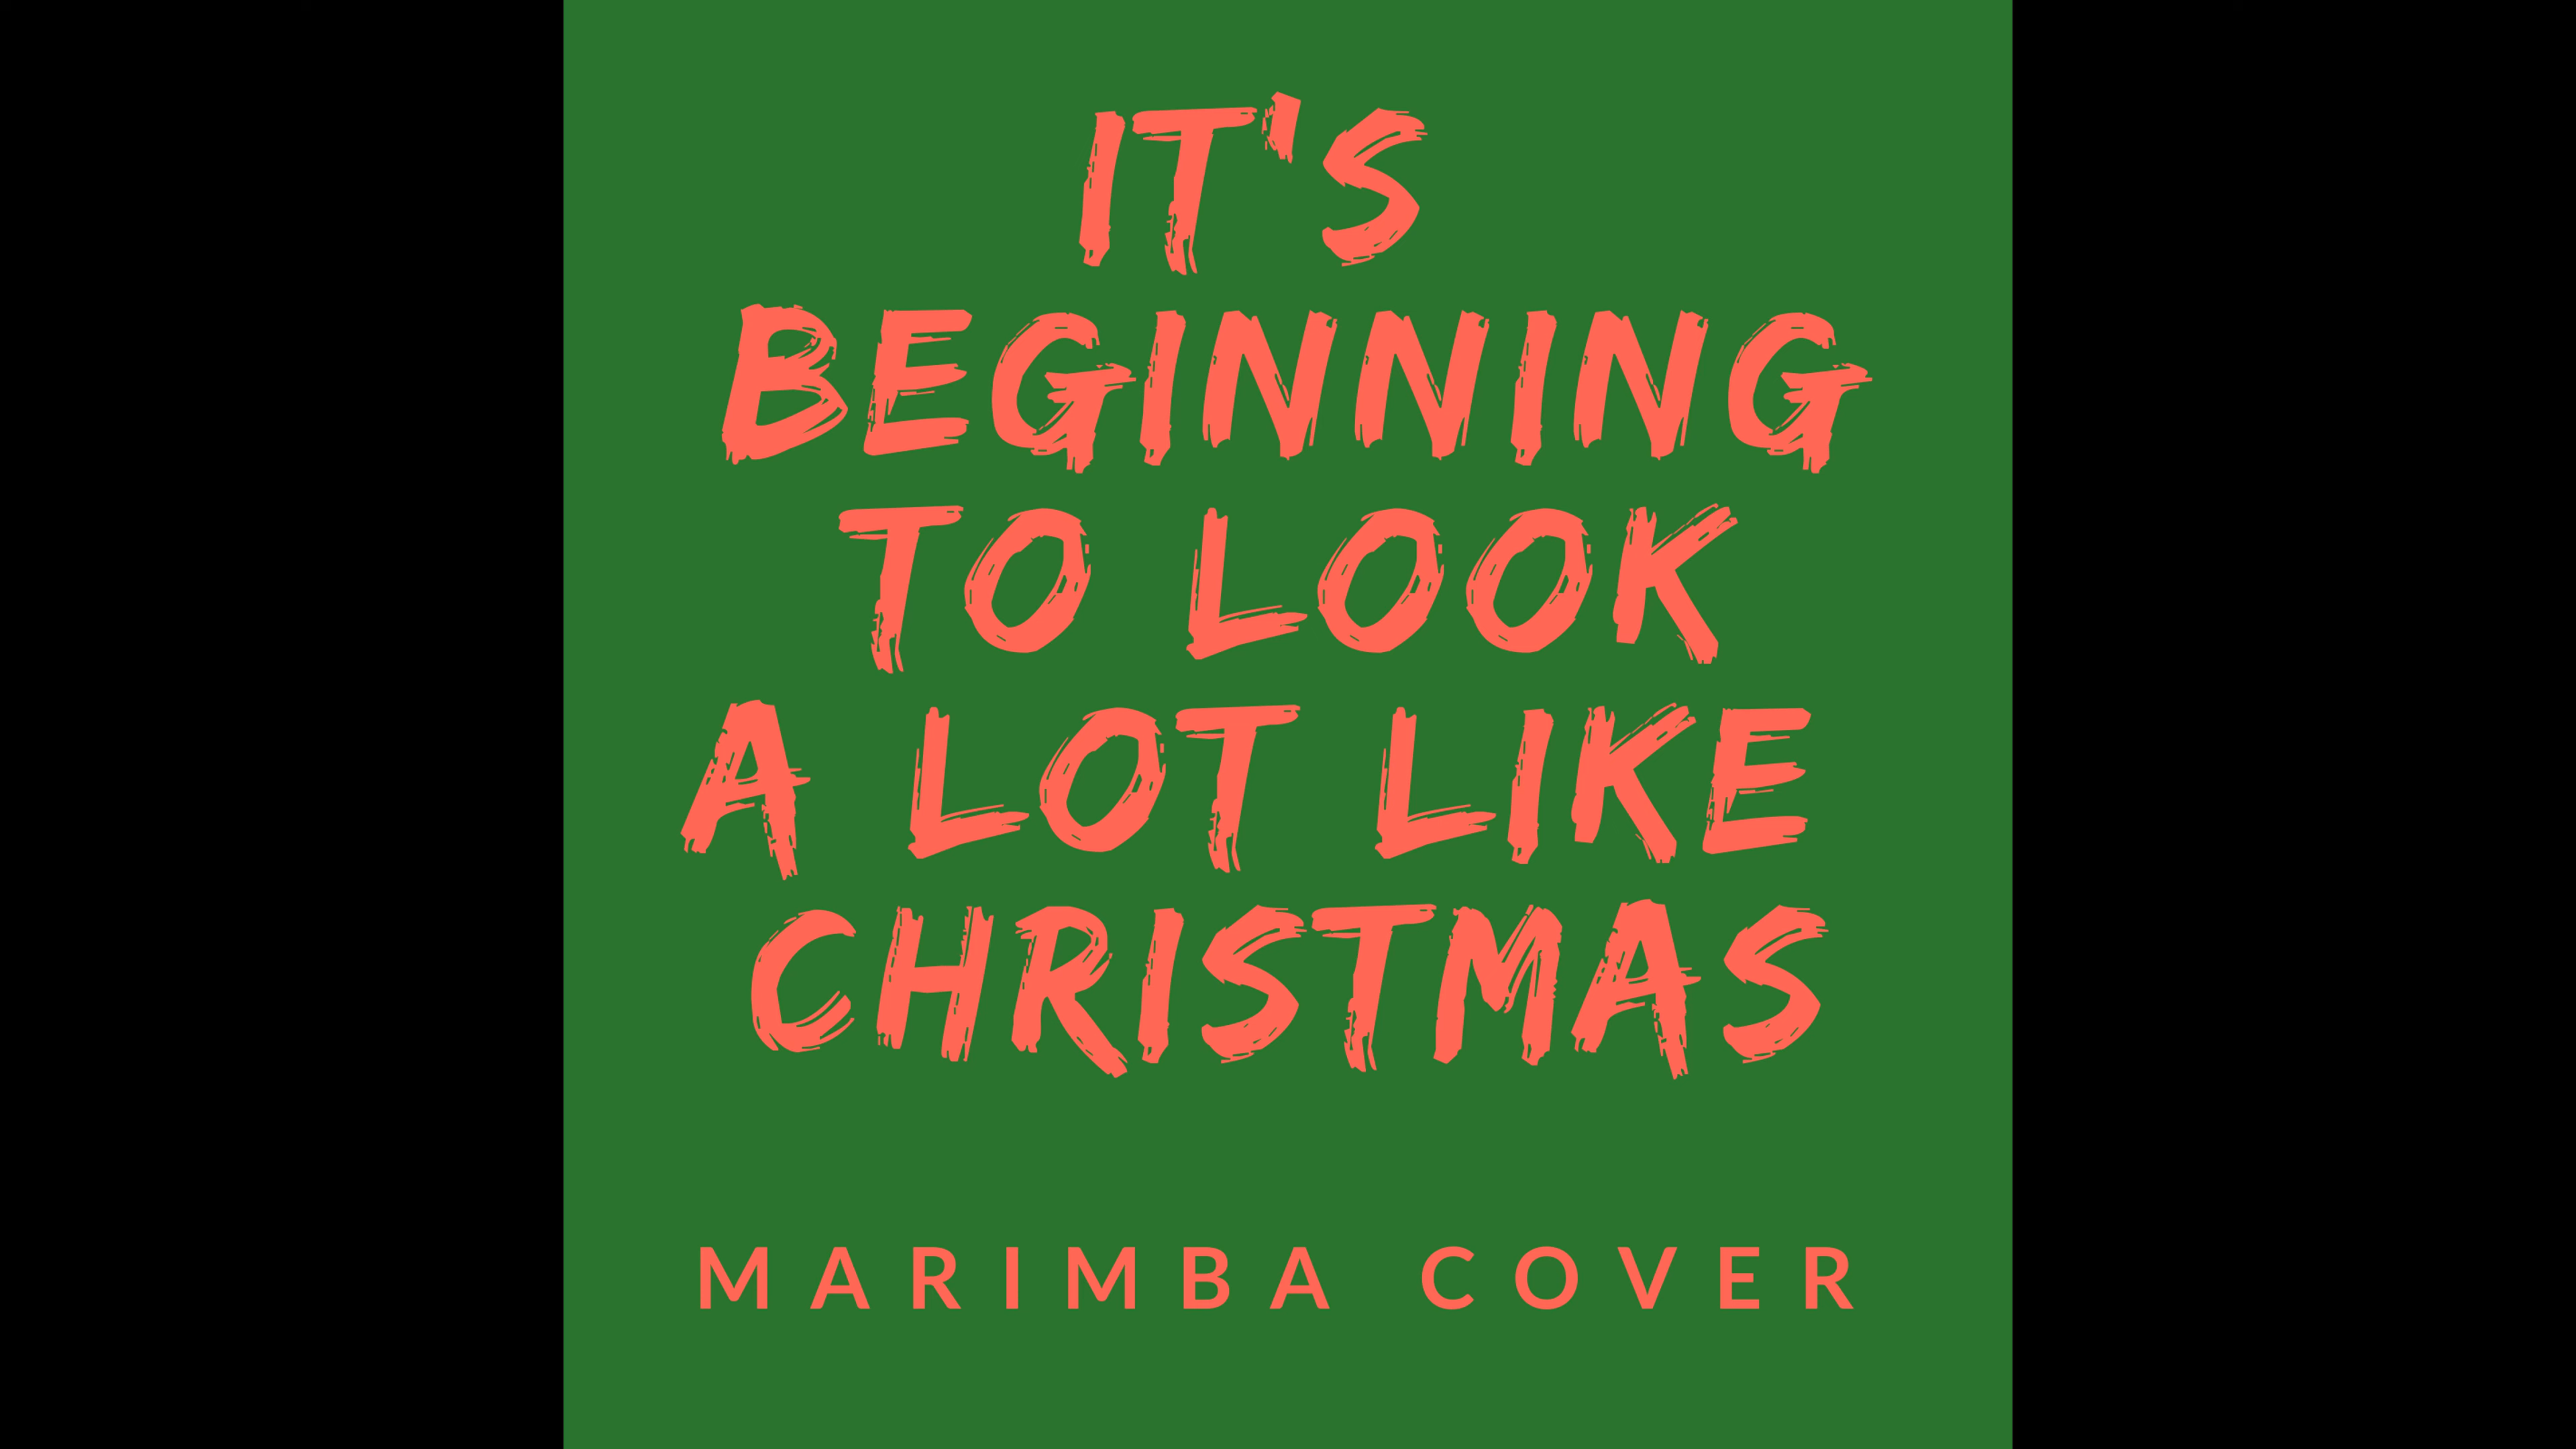 IT'S
BEGINNING
TO LOOK
A LOT LIKE
CHRISTMAS
MARIMBA COVER